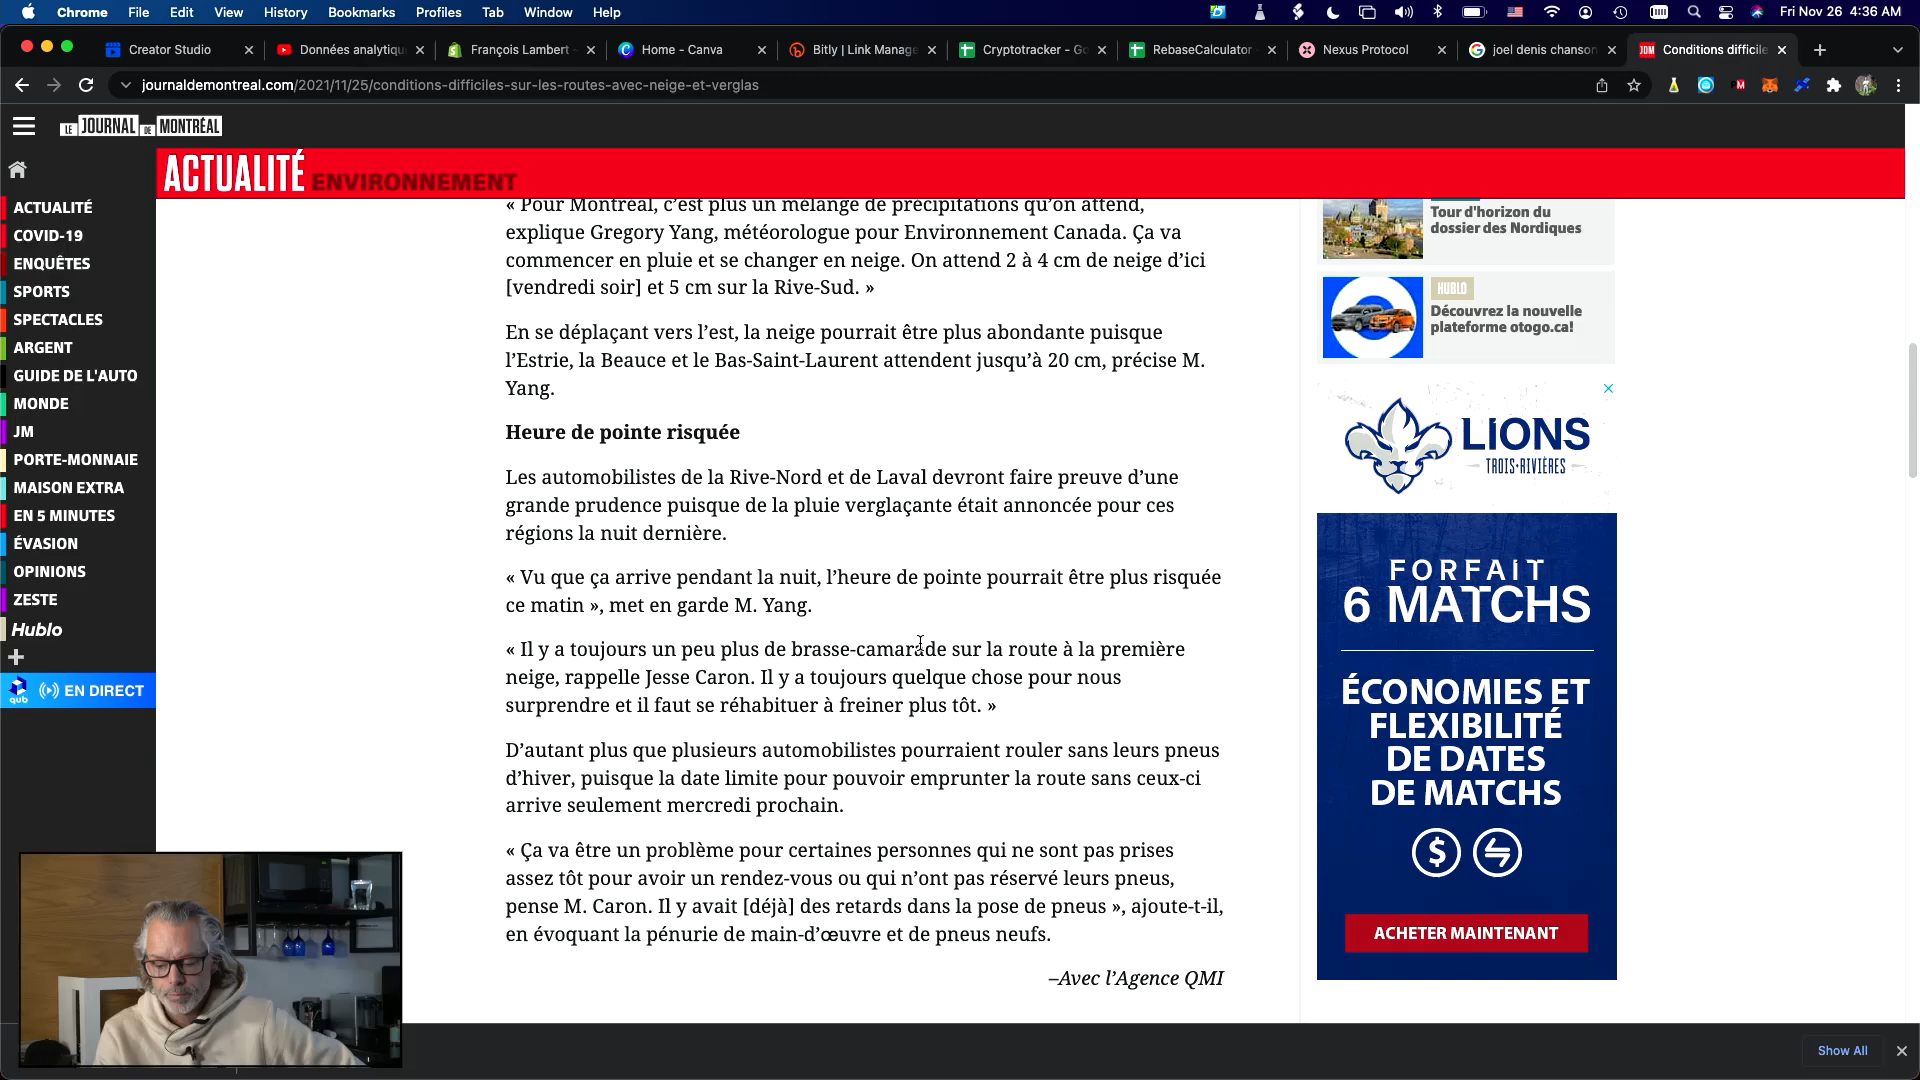 Chrome File Edit View History Bookmarks Profiles Tab Window Help Fri Nov 26 4:36 AM
Creator Studio Données analytiqu François Lambert - Home - Canva Bitly | Link Manage Cryptotracker - Go RebaseCalculator Nexus Protocol joel denis chanson JDM Conditions difficile
journaldemontreal.com/2021/11/25/conditions-difficiles-sur-les-routes-avec-neige-et-verglas
LE JOURNAL DE MONTRÉAL
ACTUALITÉ ENVIRONNEMENT
ACTUALITÉ
COVID-19
ENQUÊTES
SPORTS
SPECTACLES
ARGENT
GUIDE DE L'AUTO
MONDE
JM
PORTE-MONNAIE
MAISON EXTRA
EN 5 MINUTES
ÉVASION
OPINIONS
ZESTE
Hublo
qub EN DIRECT
« Pour Montréal, c’est plus un mélange de précipitations qu’on attend,
explique Gregory Yang, météorologue pour Environnement Canada. Ça va
commencer en pluie et se changer en neige. On attend 2 à 4 cm de neige d’ici
[vendredi soir] et 5 cm sur la Rive-Sud. »
En se déplaçant vers l’est, la neige pourrait être plus abondante puisque
l’Estrie, la Beauce et le Bas-Saint-Laurent attendent jusqu’à 20 cm, précise M.
Yang.
Heure de pointe risquée
Les automobilistes de la Rive-Nord et de Laval devront faire preuve d’une
grande prudence puisque de la pluie verglaçante était annoncée pour ces
régions la nuit dernière.
« Vu que ça arrive pendant la nuit, l’heure de pointe pourrait être plus risquée
ce matin », met en garde M. Yang.
« Il y a toujours un peu plus de brasse-camarade sur la route à la première
neige, rappelle Jesse Caron. Il y a toujours quelque chose pour nous
surprendre et il faut se réhabituer à freiner plus tôt. »
D’autant plus que plusieurs automobilistes pourraient rouler sans leurs pneus
d’hiver, puisque la date limite pour pouvoir emprunter la route sans ceux-ci
arrive seulement mercredi prochain.
« Ça va être un problème pour certaines personnes qui ne sont pas prises
assez tôt pour avoir un rendez-vous ou qui n’ont pas réservé leurs pneus,
pense M. Caron. Il y avait [déjà] des retards dans la pose de pneus », ajoute-t-il,
en évoquant la pénurie de main-d’œuvre et de pneus neufs.
–Avec l’Agence QMI
Tour d'horizon du
dossier des Nordiques
HUBLO
Découvrez la nouvelle
plateforme otogo.ca!
LIONS
TROIS-RIVIÈRES
FORFAIT
6 MATCHS
ÉCONOMIES ET
FLEXIBILITÉ
DE DATES
DE MATCHS
$
ACHETER MAINTENANT
Show All